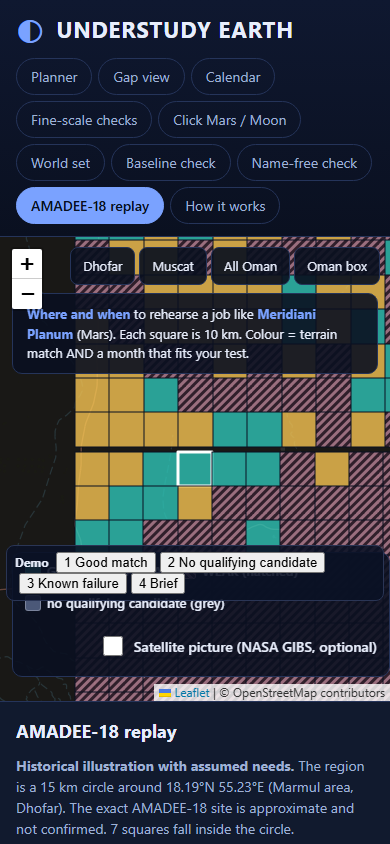 UNDERSTUDY EARTH
Planner
Gap view
Calendar
Fine-scale checks
Click Mars / Moon
World set
Baseline check
Name-free check
AMADEE-18 replay
How it works
+
−
Dhofar
Muscat
All Oman
Oman box
Where and when to rehearse a job like Meridiani
Planum (Mars). Each square is 10 km. Colour = terrain
match AND a month that fits your test.
Demo
1 Good match
2 No qualifying candidate
3 Known failure
4 Brief
no qualifying candidate (grey)
Satellite picture (NASA GIBS, optional)
Leaflet | © OpenStreetMap contributors
AMADEE-18 replay
Historical illustration with assumed needs. The region
is a 15 km circle around 18.19°N 55.23°E (Marmul area,
Dhofar). The exact AMADEE-18 site is approximate and
not confirmed. 7 squares fall inside the circle.